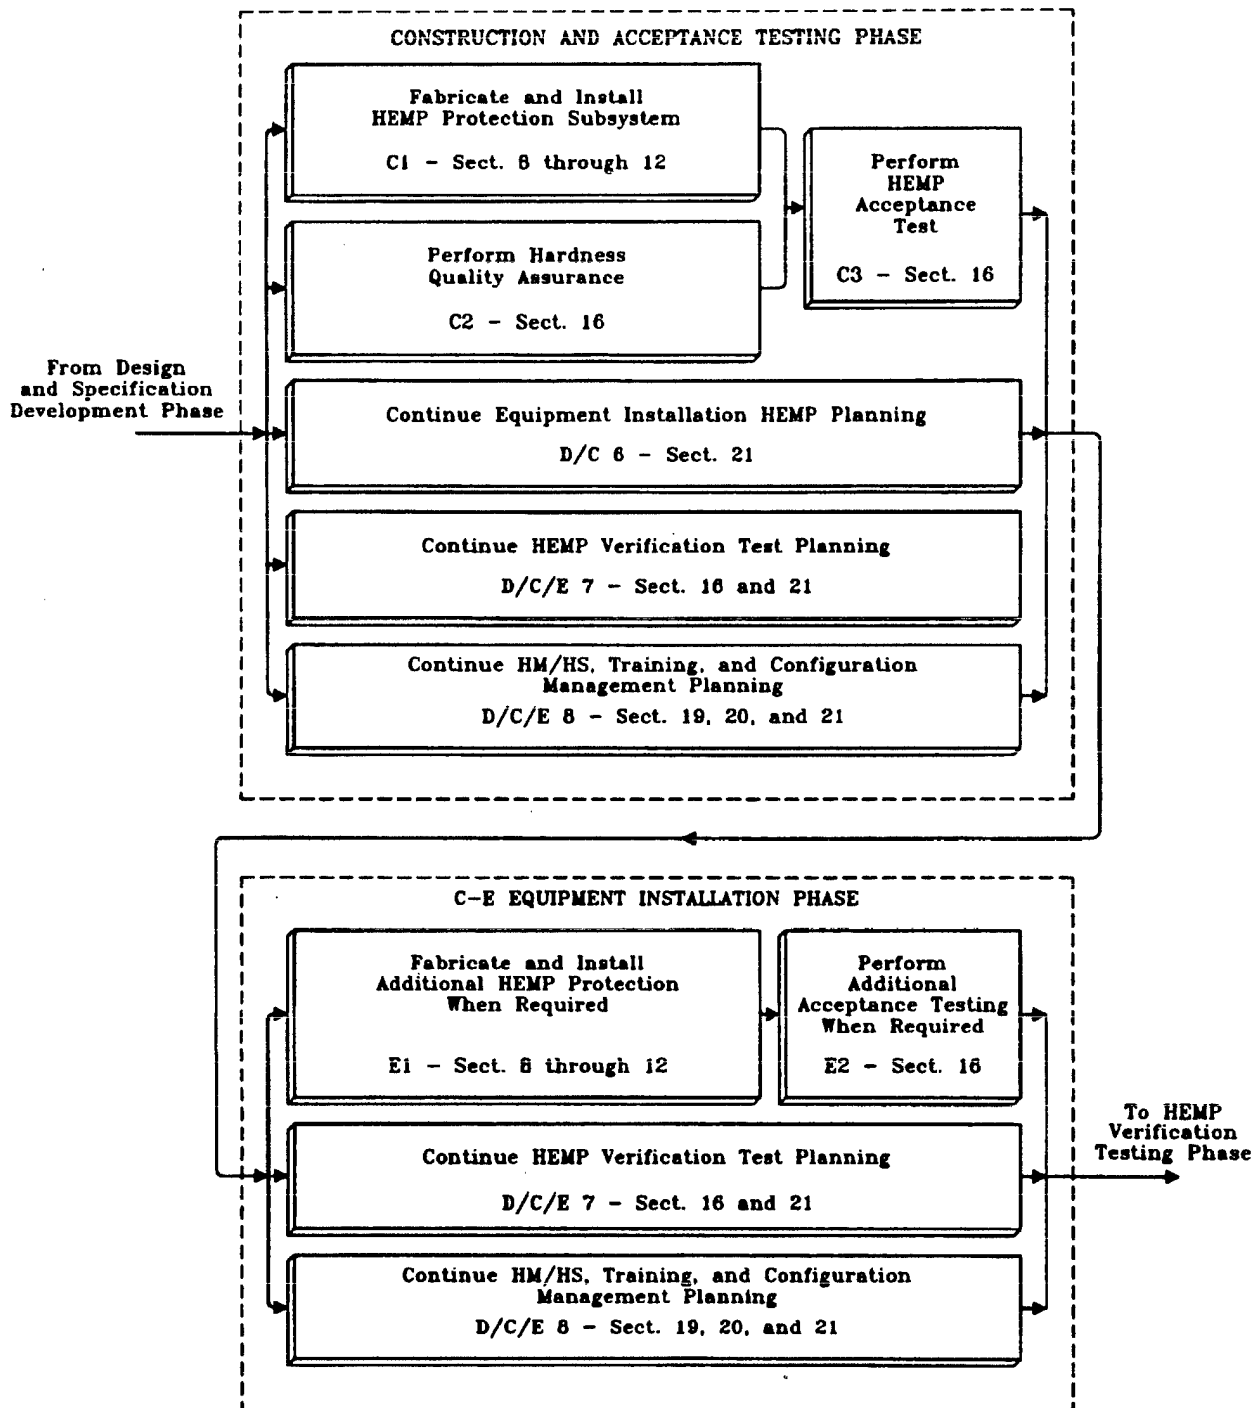 CONSTRUCTION AND ACCEPTANCE TESTING PHASE
Fabricate and Install
HEMP Protection Subsystem
C1 - Sect. 8 through 12
Perform
HEMP
Acceptance
Test
C3 - Sect. 16
Perform Hardness
Quality Assurance
C2 - Sect. 16
From Design
and Specification
Development Phase
Continue Equipment Installation HEMP Planning
D/C 6 - Sect. 21
Continue HEMP Verification Test Planning
D/C/E 7 - Sect. 16 and 21
Continue HM/HS, Training, and Configuration
Management Planning
D/C/E 8 - Sect. 19, 20, and 21
C-E EQUIPMENT INSTALLATION PHASE
Fabricate and Install
Additional HEMP Protection
When Required
E1 - Sect. 8 through 12
Perform
Additional
Acceptance Testing
When Required
E2 - Sect. 16
To HEMP
Verification
Testing Phase
Continue HEMP Verification Test Planning
D/C/E 7 - Sect. 16 and 21
Continue HM/HS, Training, and Configuration
Management Planning
D/C/E 8 - Sect. 19, 20, and 21